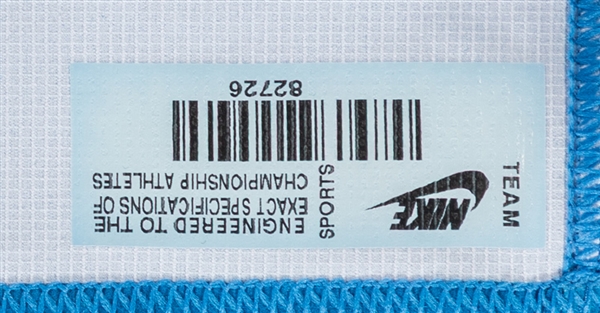 TEAM
NIKE
SPORTS
ENGINEERED TO THE
EXACT SPECIFICATIONS OF
CHAMPIONSHIP ATHLETES
82726